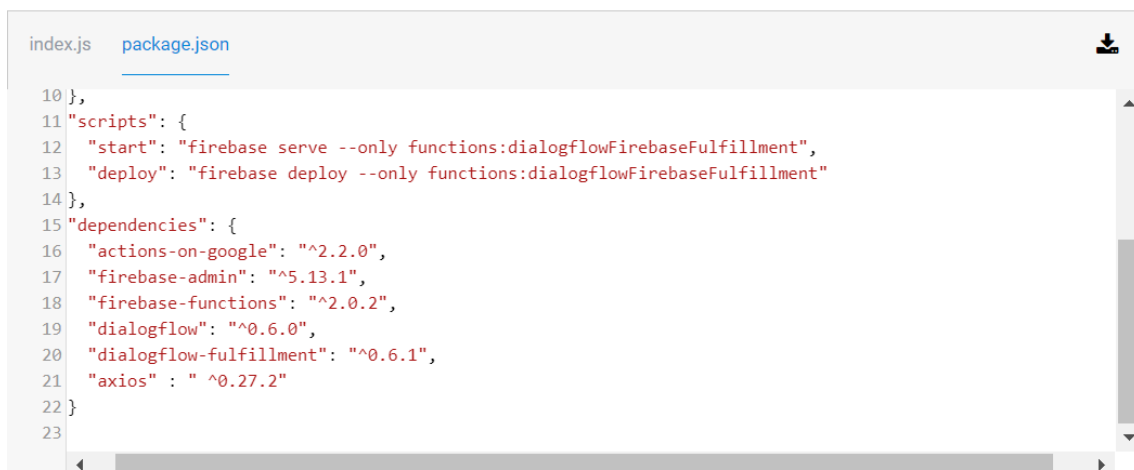 index.js package.json
10 },
11 "scripts": {
12 "start": "firebase serve --only functions:dialogflowFirebaseFulfillment",
13 "deploy": "firebase deploy --only functions:dialogflowFirebaseFulfillment"
14 },
15 "dependencies": {
16 "actions-on-google": "^2.2.0",
17 "firebase-admin": "^5.13.1",
18 "firebase-functions": "^2.0.2",
19 "dialogflow": "^0.6.0",
20 "dialogflow-fulfillment": "^0.6.1",
21 "axios" : " ^0.27.2"
22 }
23